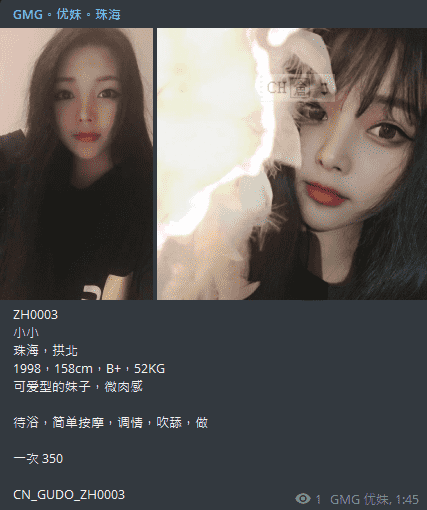 GMG。优妹。珠海
ZH0003
小小
珠海，拱北
1998，158cm，B+，52KG
可爱型的妹子，微肉感
待浴，简单按摩，调情，吹舔，做
一次 350
CN_GUDO_ZH0003
1 GMG 优妹, 1:45